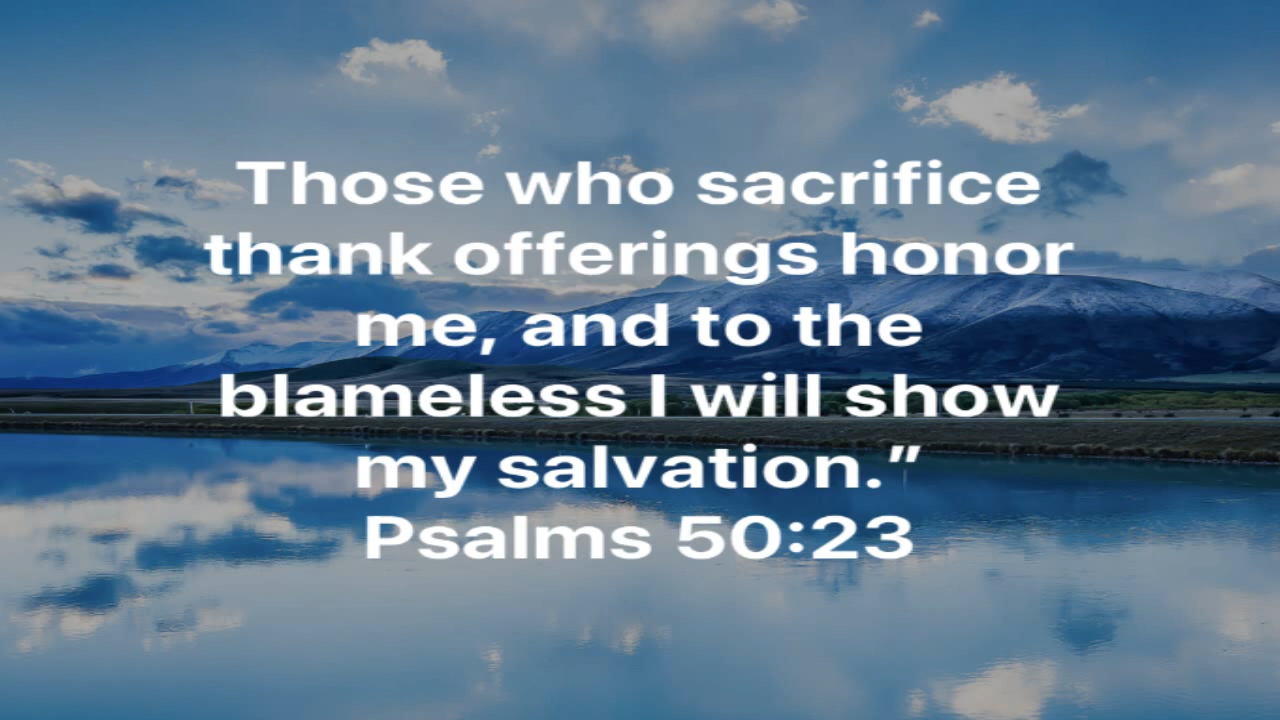 Those who sacrifice
thank offerings honor
me, and to the
blameless I will show
my salvation.”
Psalms 50:23